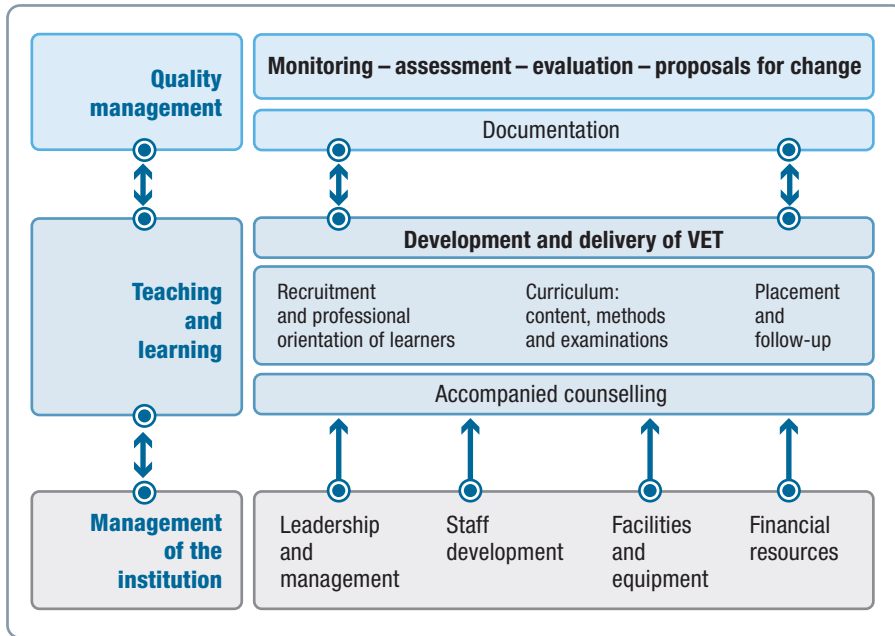 Quality
management
Monitoring – assessment – evaluation – proposals for change
Documentation
Teaching
and
learning
Development and delivery of VET
Recruitment
and professional
orientation of learners
Curriculum:
content, methods
and examinations
Placement
and
follow-up
Accompanied counselling
Management
of the
institution
Leadership
and
management
Staff
development
Facilities
and
equipment
Financial
resources